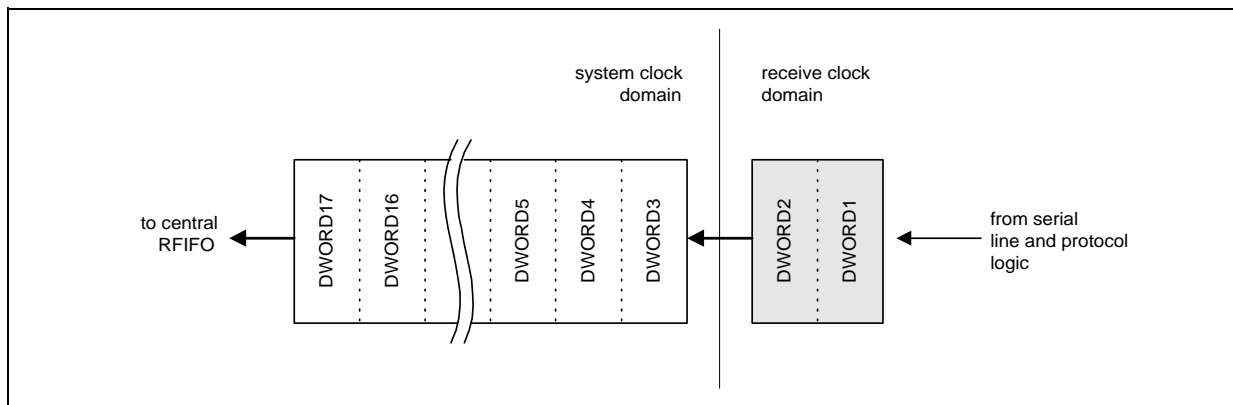 system clock
domain
receive clock
domain
to central
RFIFO
DWORD17
DWORD16
DWORD5
DWORD4
DWORD3
DWORD2
DWORD1
from serial
line and protocol
logic